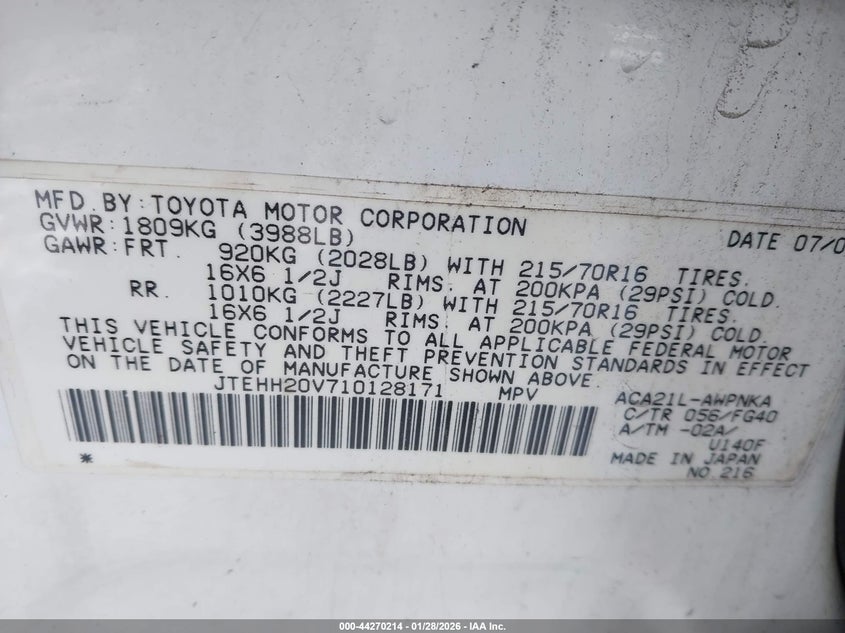 MFD. BY: TOYOTA MOTOR CORPORATION DATE 07/0
GVWR: 1809KG (3988LB)
GAWR: FRT. 920KG (2028LB) WITH 215/70R16 TIRES.
16X6 1/2J RIMS. AT 200KPA (29PSI) COLD.
RR. 1010KG (2227LB) WITH 215/70R16 TIRES.
16X6 1/2J RIMS. AT 200KPA (29PSI) COLD.
THIS VEHICLE CONFORMS TO ALL APPLICABLE FEDERAL MOTOR
VEHICLE SAFETY AND THEFT PREVENTION STANDARDS IN EFFECT
ON THE DATE OF MANUFACTURE SHOWN ABOVE.
JTEHH20V710128171 MPV
ACA21L-AWPNKA
C/TR 056/FG40
A/TM -02A/
U140F
MADE IN JAPAN
* NO.216
000-44270214 - 01/28/2026 - IAA Inc.